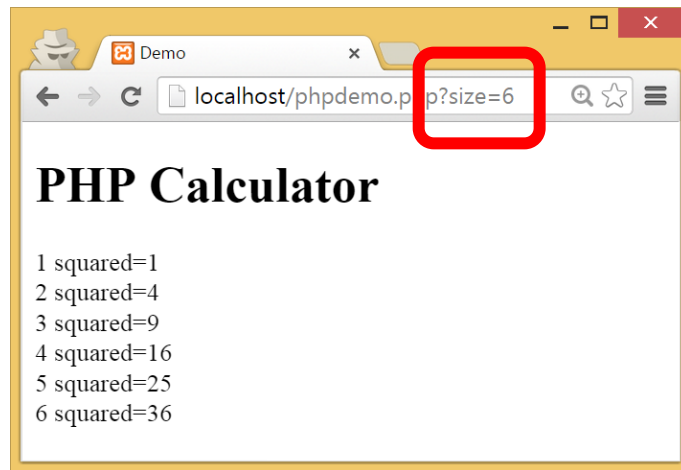 Demo
localhost/phpdemo.php?size=6
PHP Calculator
1 squared=1
2 squared=4
3 squared=9
4 squared=16
5 squared=25
6 squared=36